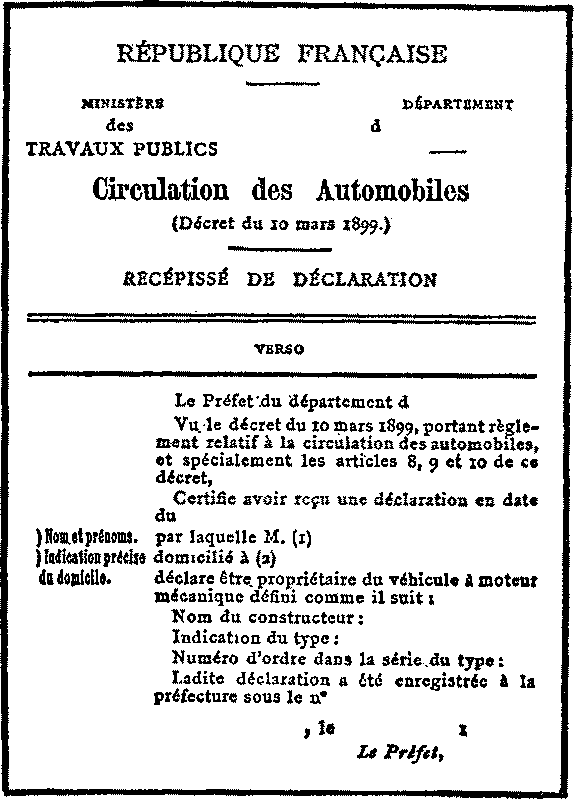 RÉPUBLIQUE FRANÇAISE
MINISTÈRE
des
TRAVAUX PUBLICS
DÉPARTEMENT
d
Circulation des Automobiles
(Décret du 10 mars 1899.)
RECÉPISSÉ DE DÉCLARATION
VERSO
Le Préfet du département d
Vu le décret du 10 mars 1899, portant règle-
ment relatif à la circulation des automobiles,
et spécialement les articles 8, 9 et 10 de ce
décret,
Certifie avoir reçu une déclaration en date
du
) Nom et prénoms. par laquelle M. (1)
) Indication précise domicilié à (2)
du domicile. déclare être propriétaire du véhicule à moteur
mécanique défini comme il suit :
Nom du constructeur :
Indication du type :
Numéro d'ordre dans la série du type :
Ladite déclaration a été enregistrée à la
préfecture sous le n°
, le 1
Le Préfet,